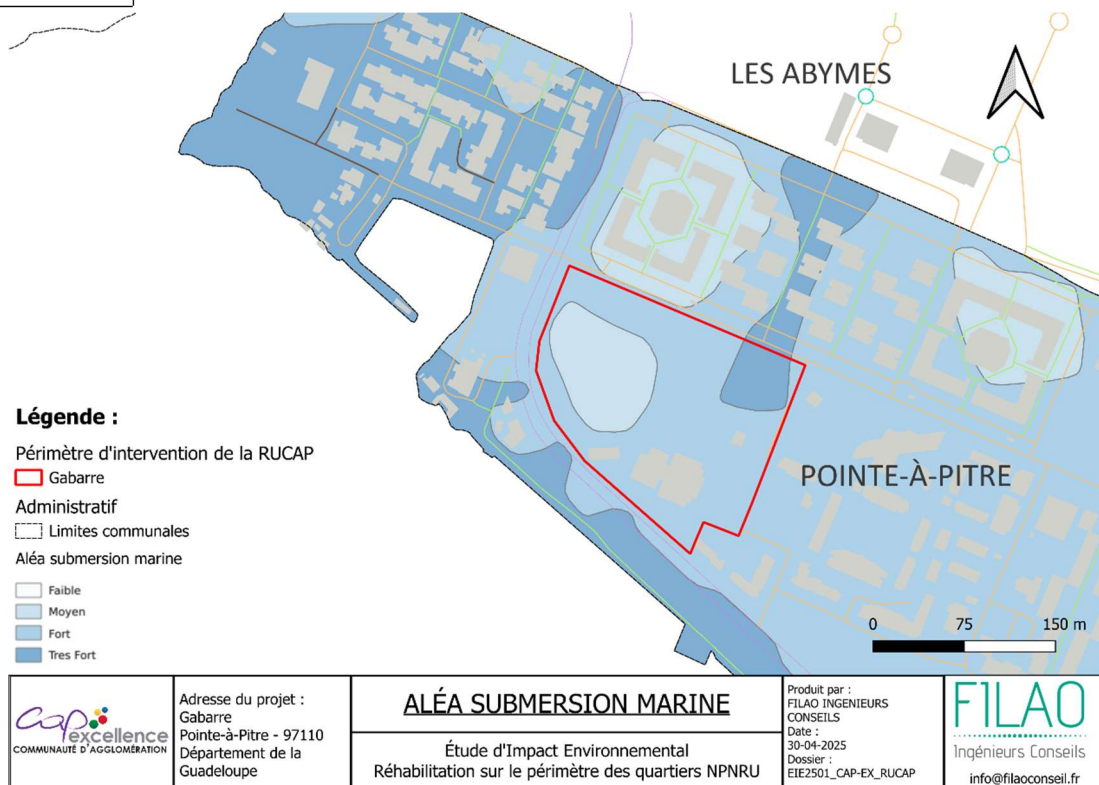 LES ABYMES
POINTE-À-PITRE
Légende :
Périmètre d'intervention de la RUCAP
Gabarre
Administratif
Limites communales
Aléa submersion marine
Faible
Moyen
Fort
Tres Fort
0 75 150 m
Cap excellence
COMMUNAUTÉ D'AGGLOMÉRATION
Adresse du projet :
Gabarre
Pointe-à-Pitre - 97110
Département de la
Guadeloupe
ALÉA SUBMERSION MARINE
Étude d'Impact Environnemental
Réhabilitation sur le périmètre des quartiers NPNRU
Produit par :
FILAO INGENIEURS
CONSEILS
Date :
30-04-2025
Dossier :
EIE2501_CAP-EX_RUCAP
FILAO
Ingénieurs Conseils
info@filaoconseil.fr